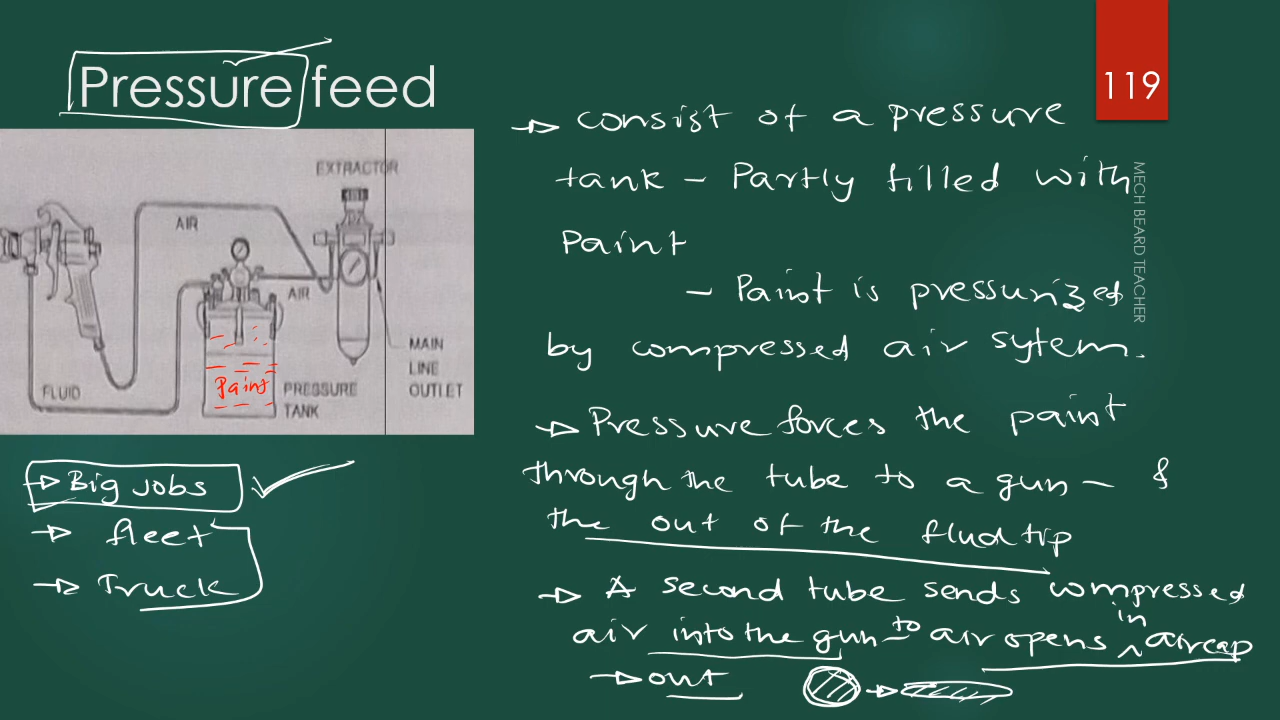 Pressure feed
119
MECH BEARD TEACHER
EXTRACTOR
AIR
AIR
MAIN
LINE
OUTLET
FLUID
Paint
PRESSURE
TANK
Big jobs
fleet
Truck
consist of a pressure
tank - Partly filled with
Paint
- Paint is pressurized
by compressed air sytem.
Pressure forces the paint
through the tube to a gun - &
the out of the fluid tip
A second tube sends compressed
air into the gun to air opens in aircap
out